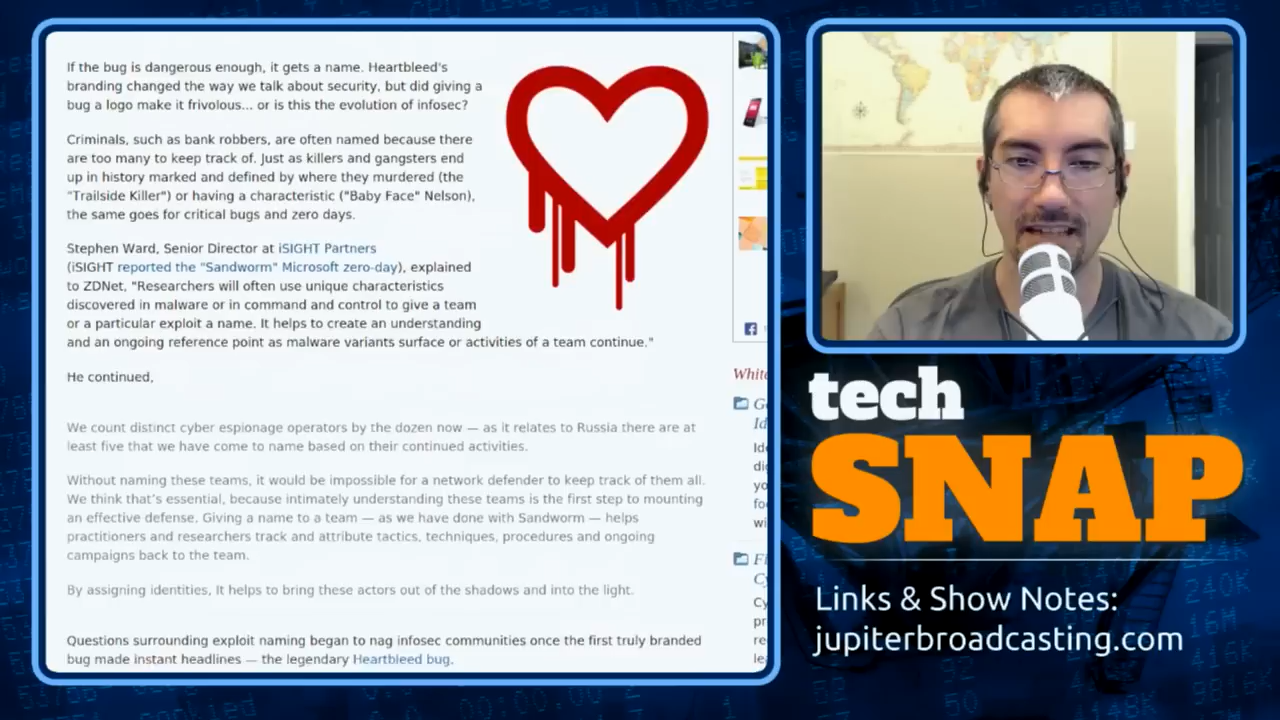 If the bug is dangerous enough, it gets a name. Heartbleed's
branding changed the way we talk about security, but did giving a
bug a logo make it frivolous... or is this the evolution of infosec?
Criminals, such as bank robbers, are often named because there
are too many to keep track of. Just as killers and gangsters end
up in history marked and defined by where they murdered (the
"Trailside Killer") or having a characteristic ("Baby Face" Nelson),
the same goes for critical bugs and zero days.
Stephen Ward, Senior Director at iSIGHT Partners
(iSIGHT reported the "Sandworm" Microsoft zero-day), explained
to ZDNet, "Researchers will often use unique characteristics
discovered in malware or in command and control to give a team
or a particular exploit a name. It helps to create an understanding
and an ongoing reference point as malware variants surface or activities of a team continue."
He continued,
We count distinct cyber espionage operators by the dozen now — as it relates to Russia there are at
least five that we have come to name based on their continued activities.
Without naming these teams, it would be impossible for a network defender to keep track of them all.
We think that's essential, because intimately understanding these teams is the first step to mounting
an effective defense. Giving a name to a team — as we have done with Sandworm — helps
practitioners and researchers track and attribute tactics, techniques, procedures and ongoing
campaigns back to the team.
By assigning identities, It helps to bring these actors out of the shadows and into the light.
Questions surrounding exploit naming began to nag infosec communities once the first truly branded
bug made instant headlines — the legendary Heartbleed bug.
White
tech
SNAP
Links & Show Notes:
jupiterbroadcasting.com